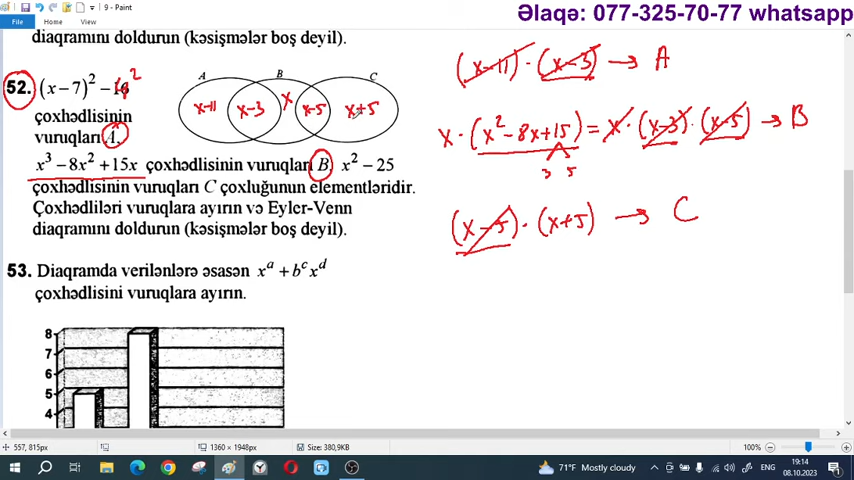 9 - Paint
Əlaqə: 077-325-70-77 whatsapp
File Home View
diaqramını doldurun (kəsişmələr boş deyil).
(x-11) · (x-3) → A
A B C
52. (x − 7)² − 4²
x-11 x-3 x x-5 x+5
çoxhədlisinin
vuruqları A,
x · (x²-8x+15) = x · (x-3) · (x-5) → B
3 5
x³ − 8x² + 15x çoxhədlisinin vuruqları B, x² − 25
çoxhədlisinin vuruqları C çoxluğunun elementləridir.
Çoxhədliləri vuruqlara ayırın və Eyler-Venn
diaqramını doldurun (kəsişmələr boş deyil).
(x-5) · (x+5) → C
53. Diaqramda verilənlərə əsasən xᵃ + bᶜxᵈ
çoxhədlisini vuruqlara ayırın.
8
7
6
5
4
557, 815px 1360 × 1948px Size: 380,9KB 100%
71°F Mostly cloudy ENG 19:14
08.10.2023